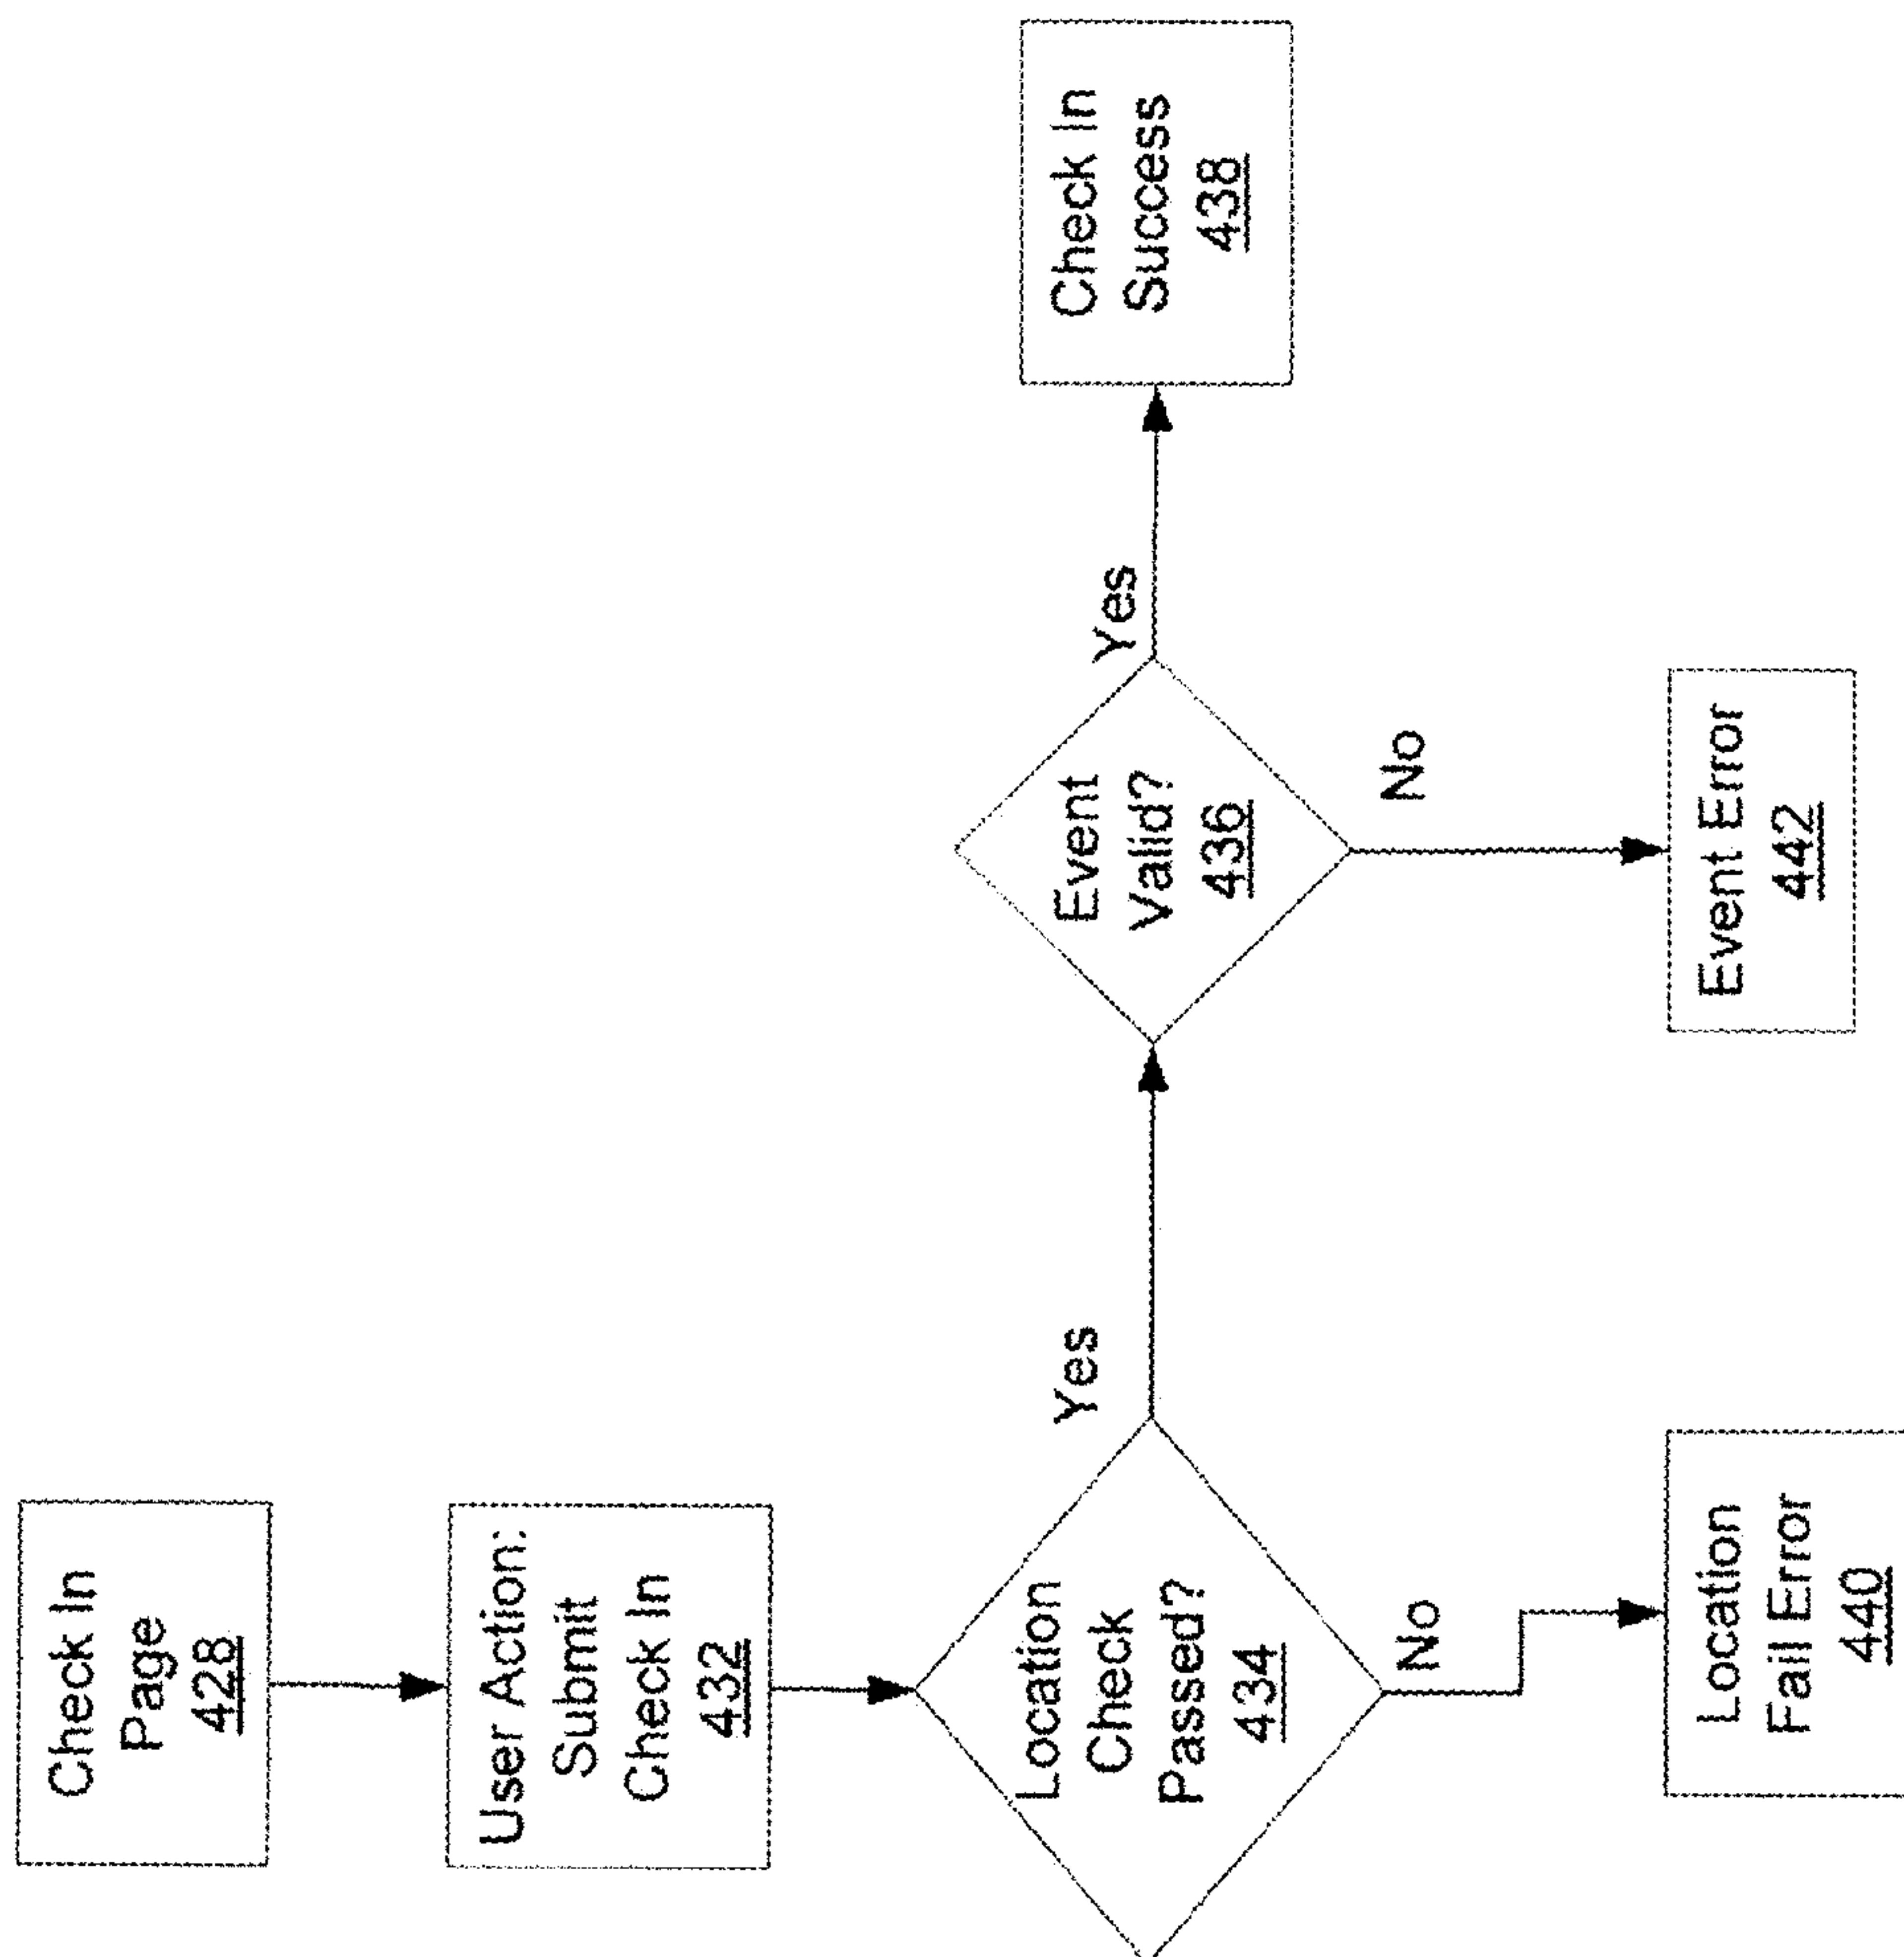 Check In
Page
428
User Action:
Submit
Check In
432
Location
Check
Passed?
434
Yes
No
Location
Fail Error
440
Event
Valid?
436
Yes
No
Event Error
442
Check In
Success
438